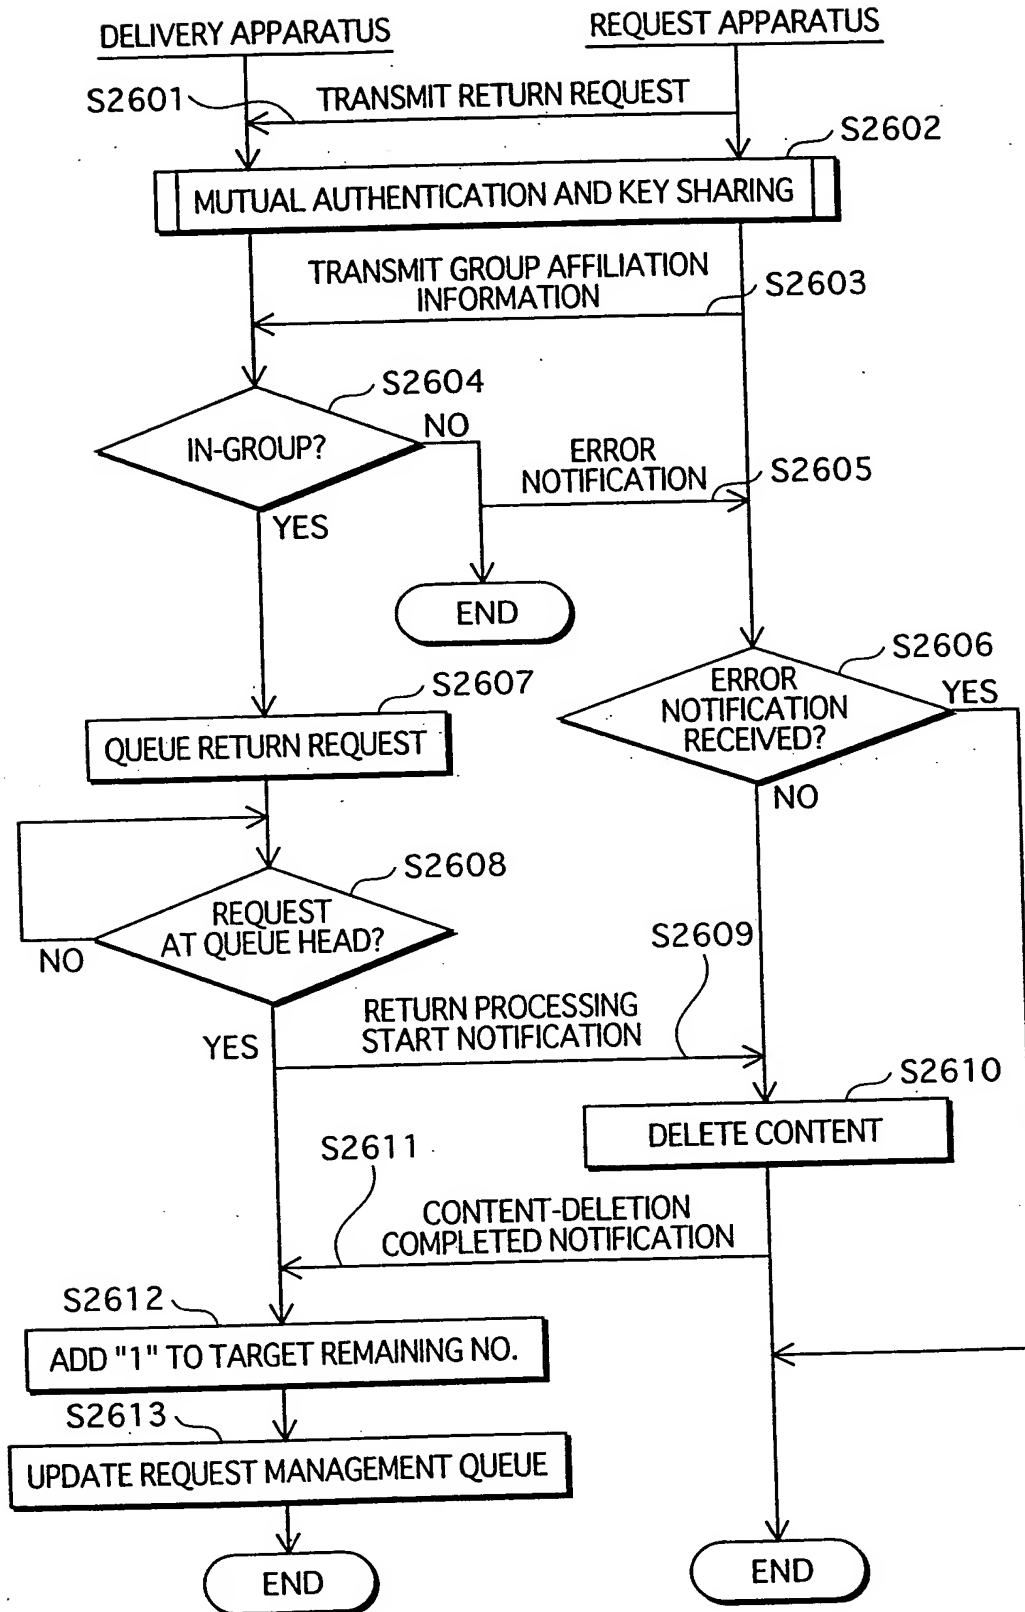 DELIVERY APPARATUS
REQUEST APPARATUS
S2601
TRANSMIT RETURN REQUEST
S2602
MUTUAL AUTHENTICATION AND KEY SHARING
TRANSMIT GROUP AFFILIATION
INFORMATION
S2603
S2604
IN-GROUP?
NO
ERROR
NOTIFICATION
S2605
YES
END
S2606
ERROR
NOTIFICATION
RECEIVED?
YES
NO
S2607
QUEUE RETURN REQUEST
S2608
REQUEST
AT QUEUE HEAD?
NO
YES
S2609
RETURN PROCESSING
START NOTIFICATION
S2610
DELETE CONTENT
S2611
CONTENT-DELETION
COMPLETED NOTIFICATION
S2612
ADD "1" TO TARGET REMAINING NO.
S2613
UPDATE REQUEST MANAGEMENT QUEUE
END
END